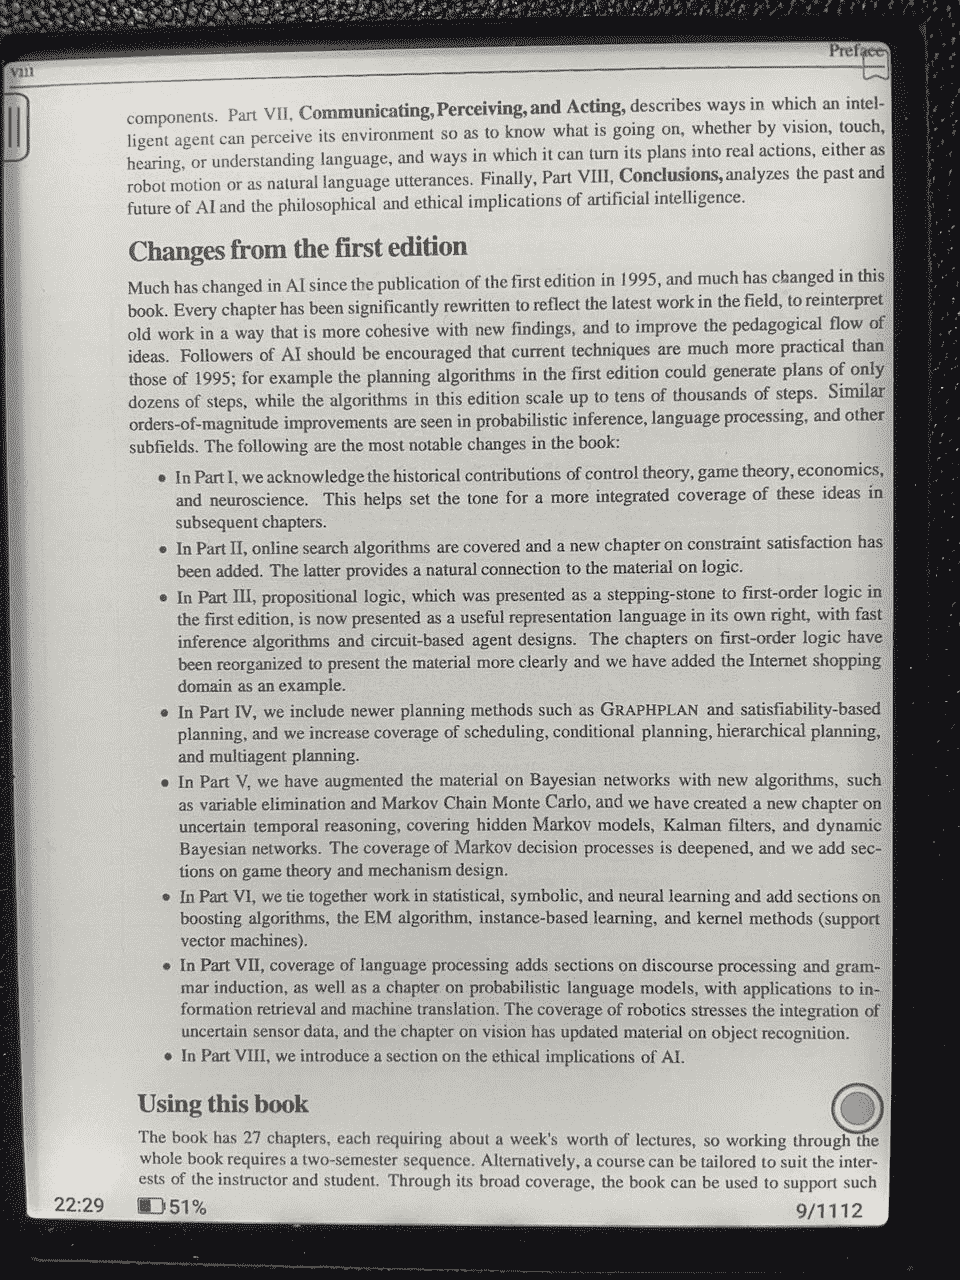 viii
Preface
components. Part VII, Communicating, Perceiving, and Acting, describes ways in which an intel-
ligent agent can perceive its environment so as to know what is going on, whether by vision, touch,
hearing, or understanding language, and ways in which it can turn its plans into real actions, either as
robot motion or as natural language utterances. Finally, Part VIII, Conclusions, analyzes the past and
future of AI and the philosophical and ethical implications of artificial intelligence.
Changes from the first edition
Much has changed in AI since the publication of the first edition in 1995, and much has changed in this
book. Every chapter has been significantly rewritten to reflect the latest work in the field, to reinterpret
old work in a way that is more cohesive with new findings, and to improve the pedagogical flow of
ideas. Followers of AI should be encouraged that current techniques are much more practical than
those of 1995; for example the planning algorithms in the first edition could generate plans of only
dozens of steps, while the algorithms in this edition scale up to tens of thousands of steps. Similar
orders-of-magnitude improvements are seen in probabilistic inference, language processing, and other
subfields. The following are the most notable changes in the book:
• In Part I, we acknowledge the historical contributions of control theory, game theory, economics,
and neuroscience. This helps set the tone for a more integrated coverage of these ideas in
subsequent chapters.
• In Part II, online search algorithms are covered and a new chapter on constraint satisfaction has
been added. The latter provides a natural connection to the material on logic.
• In Part III, propositional logic, which was presented as a stepping-stone to first-order logic in
the first edition, is now presented as a useful representation language in its own right, with fast
inference algorithms and circuit-based agent designs. The chapters on first-order logic have
been reorganized to present the material more clearly and we have added the Internet shopping
domain as an example.
• In Part IV, we include newer planning methods such as GRAPHPLAN and satisfiability-based
planning, and we increase coverage of scheduling, conditional planning, hierarchical planning,
and multiagent planning.
• In Part V, we have augmented the material on Bayesian networks with new algorithms, such
as variable elimination and Markov Chain Monte Carlo, and we have created a new chapter on
uncertain temporal reasoning, covering hidden Markov models, Kalman filters, and dynamic
Bayesian networks. The coverage of Markov decision processes is deepened, and we add sec-
tions on game theory and mechanism design.
• In Part VI, we tie together work in statistical, symbolic, and neural learning and add sections on
boosting algorithms, the EM algorithm, instance-based learning, and kernel methods (support
vector machines).
• In Part VII, coverage of language processing adds sections on discourse processing and gram-
mar induction, as well as a chapter on probabilistic language models, with applications to in-
formation retrieval and machine translation. The coverage of robotics stresses the integration of
uncertain sensor data, and the chapter on vision has updated material on object recognition.
• In Part VIII, we introduce a section on the ethical implications of AI.
Using this book
The book has 27 chapters, each requiring about a week's worth of lectures, so working through the
whole book requires a two-semester sequence. Alternatively, a course can be tailored to suit the inter-
ests of the instructor and student. Through its broad coverage, the book can be used to support such
22:29 51% 9/1112